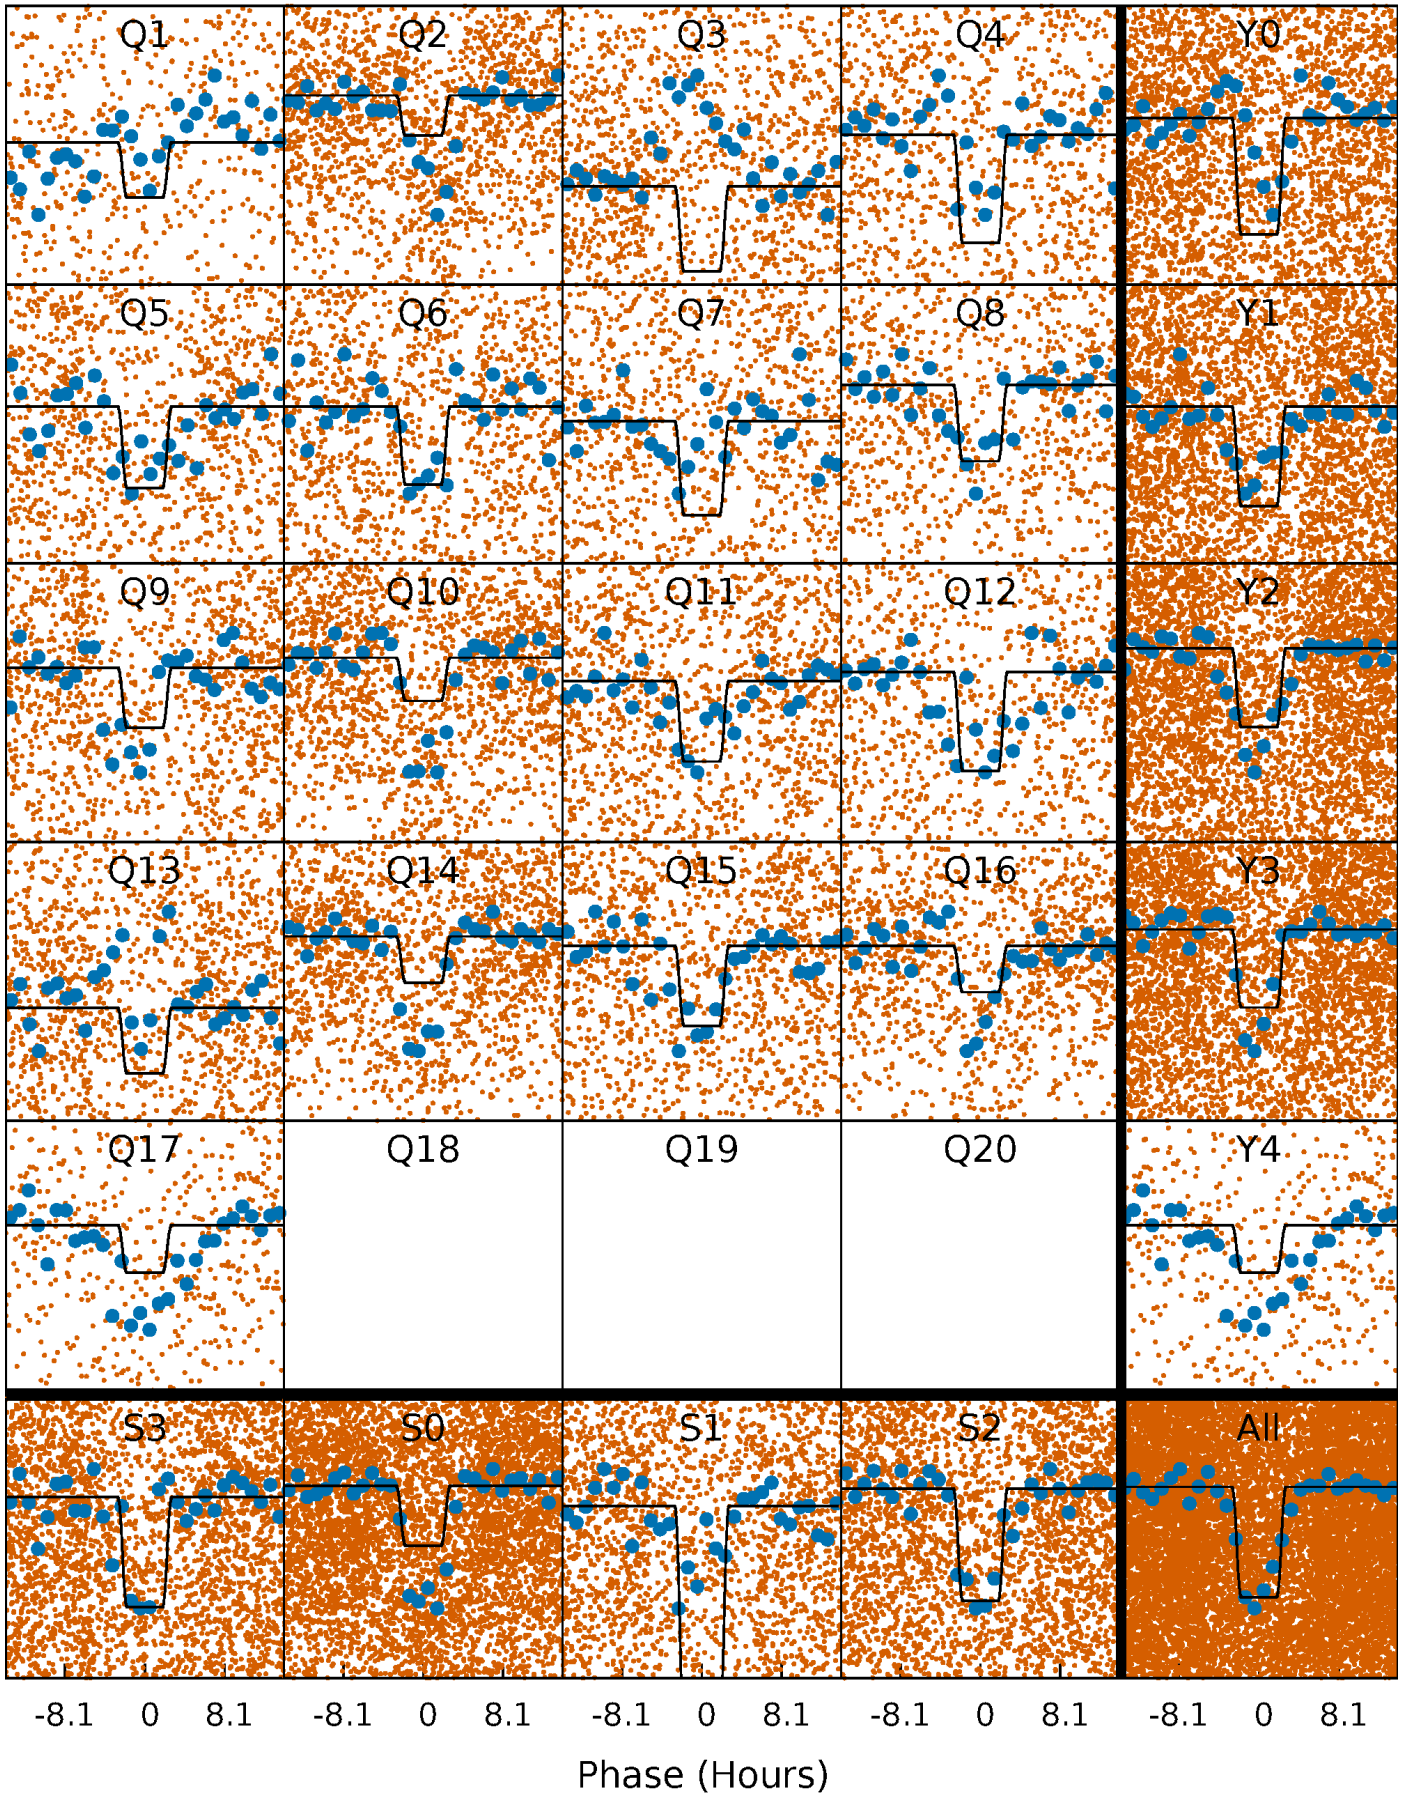 Q1 Q2 Q3 Q4 Y0
Q5 Q6 Q7 Q8 Y1
Q9 Q10 Q11 Q12 Y2
Q13 Q14 Q15 Q16 Y3
Q17 Q18 Q19 Q20 Y4
S3 S0 S1 S2 All
-8.1 0 8.1 -8.1 0 8.1 -8.1 0 8.1 -8.1 0 8.1 -8.1 0 8.1
Phase (Hours)